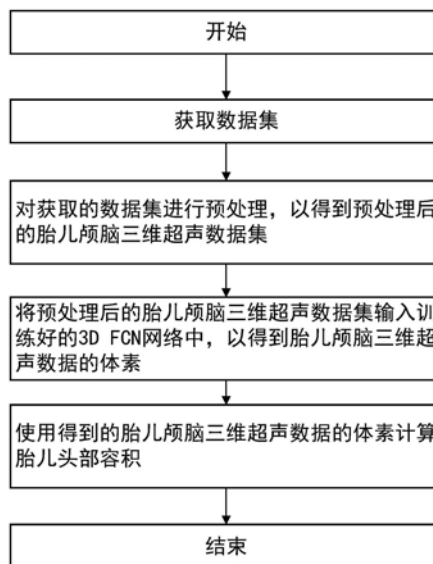 开始
获取数据集
对获取的数据集进行预处理，以得到预处理后
的胎儿颅脑三维超声数据集
将预处理后的胎儿颅脑三维超声数据集输入训
练好的3D FCN网络中，以得到胎儿颅脑三维超
声数据的体素
使用得到的胎儿颅脑三维超声数据的体素计算
胎儿头部容积
结束